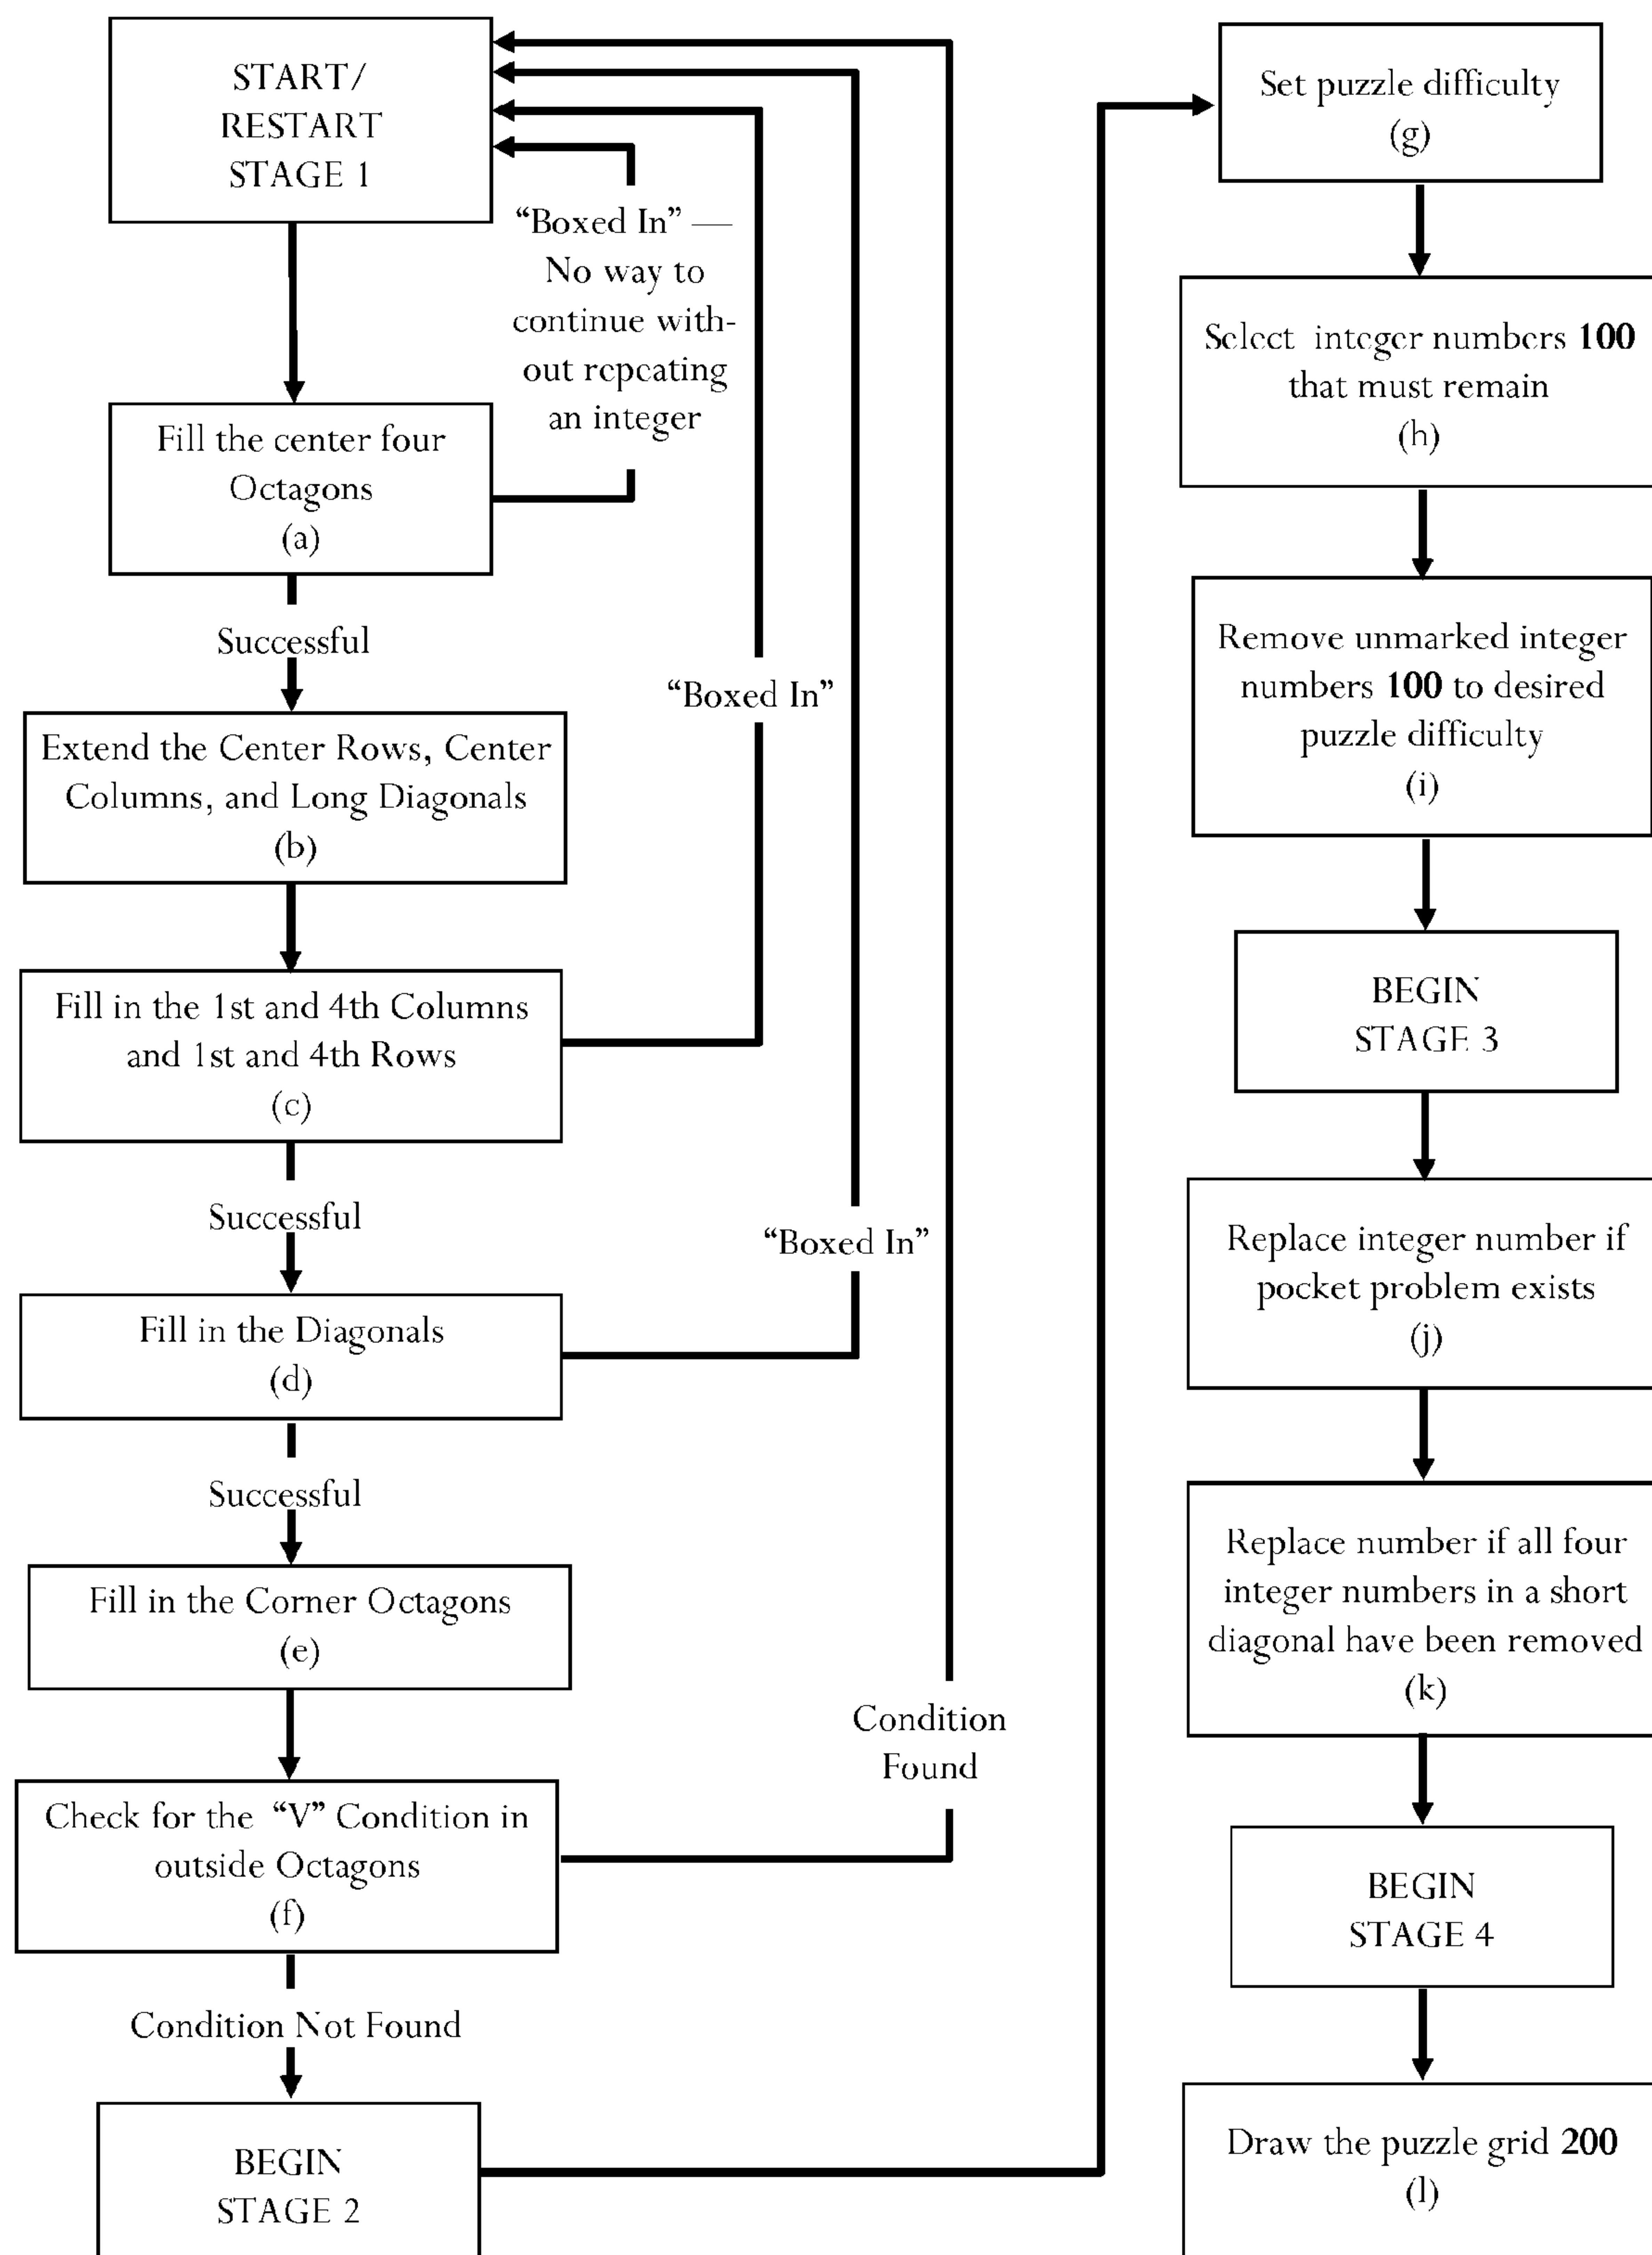 START/
RESTART
STAGE 1
“Boxed In” —
No way to
continue with-
out repeating
an integer
Fill the center four
Octagons
(a)
Successful
Extend the Center Rows, Center
Columns, and Long Diagonals
(b)
“Boxed In”
Fill in the 1st and 4th Columns
and 1st and 4th Rows
(c)
Successful
“Boxed In”
Fill in the Diagonals
(d)
Successful
Fill in the Corner Octagons
(e)
Condition
Found
Check for the “V” Condition in
outside Octagons
(f)
Condition Not Found
BEGIN
STAGE 2
Set puzzle difficulty
(g)
Select integer numbers 100
that must remain
(h)
Remove unmarked integer
numbers 100 to desired
puzzle difficulty
(i)
BEGIN
STAGE 3
Replace integer number if
pocket problem exists
(j)
Replace number if all four
integer numbers in a short
diagonal have been removed
(k)
BEGIN
STAGE 4
Draw the puzzle grid 200
(l)